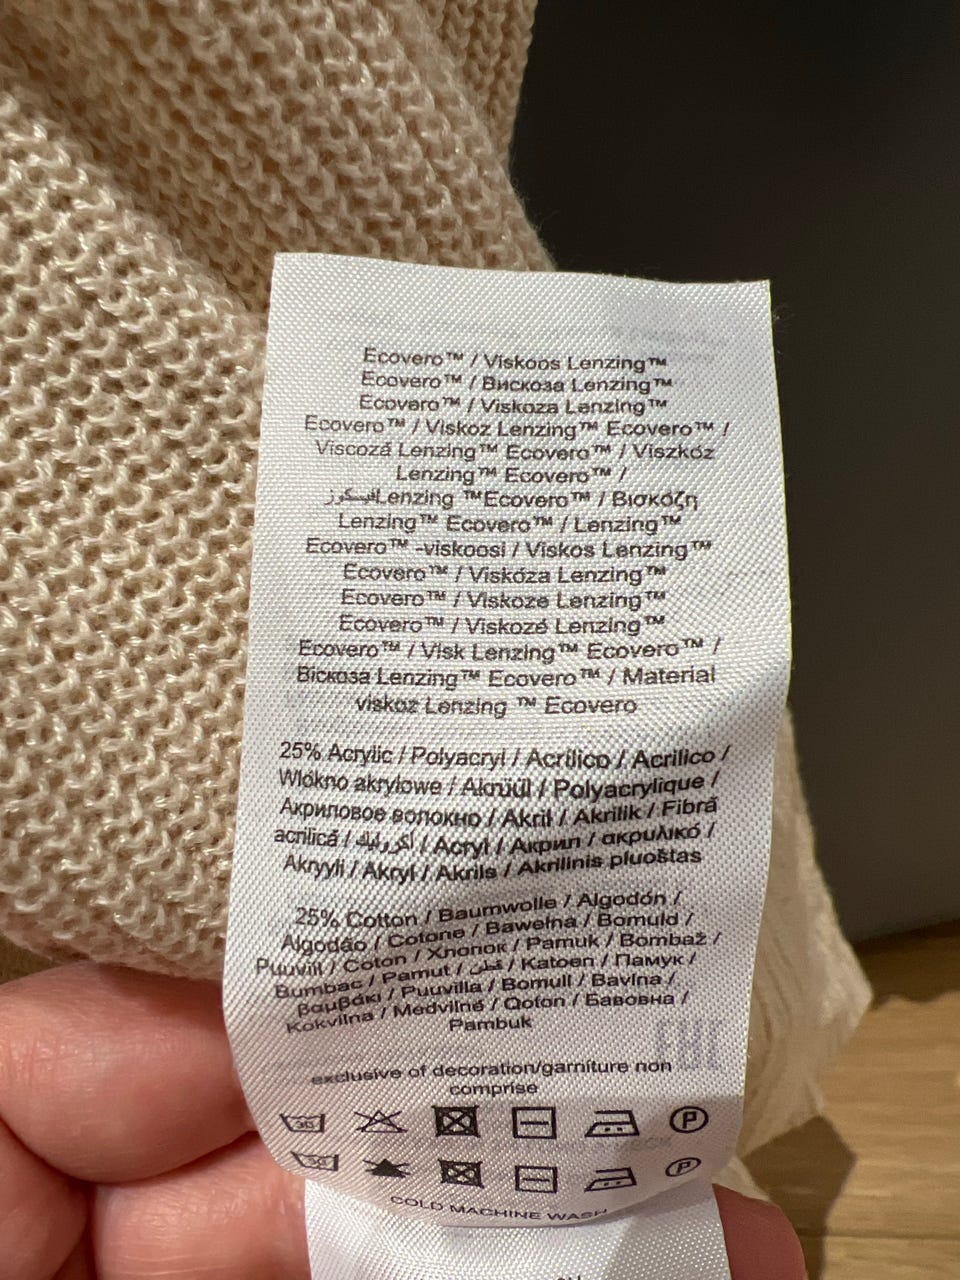 Ecovero™ / Viskoos Lenzing™
Ecovero™ / Вискоза Lenzing™
Ecovero™ / Viskoza Lenzing™
Ecovero™ / Viskoz Lenzing™ Ecovero™ /
Viscoză Lenzing™ Ecovero™ / Viszkóz
Lenzing™ Ecovero™ /
فيسكوزLenzing ™Ecovero™ / Βισκόζη
Lenzing™ Ecovero™ / Lenzing™
Ecovero™ -viskoosi / Viskos Lenzing™
Ecovero™ / Viskóza Lenzing™
Ecovero™ / Viskoze Lenzing™
Ecovero™ / Viskozė Lenzing™
Ecovero™ / Visk Lenzing™ Ecovero™ /
Віскоза Lenzing™ Ecovero™ / Material
viskoz Lenzing ™ Ecovero
25% Acrylic / Polyacryl / Acrílico / Acrilico /
Włókno akrylowe / Akrüül / Polyacrylique /
Акриловое волокно / Akril / Akrilik / Fibră
acrilică / أكروليك / Acryl / Акрил / ακρυλικό /
Akryyli / Akryl / Akrils / Akrilinis pluoštas
25% Cotton / Baumwolle / Algodón /
Algodão / Cotone / Bawełna / Bomuld /
Puuvill / Coton / Хлопок / Pamuk / Bombaž /
Bumbac / Pamut / قطن / Katoen / Памук /
βαμβάκι / Puuvilla / Bomull / Bavlna /
Kokvilna / Medvilnė / Qoton / Бавовна /
Pambuk
exclusive of decoration/garniture non
comprise
30 P
30 P
COLD MACHINE WASH